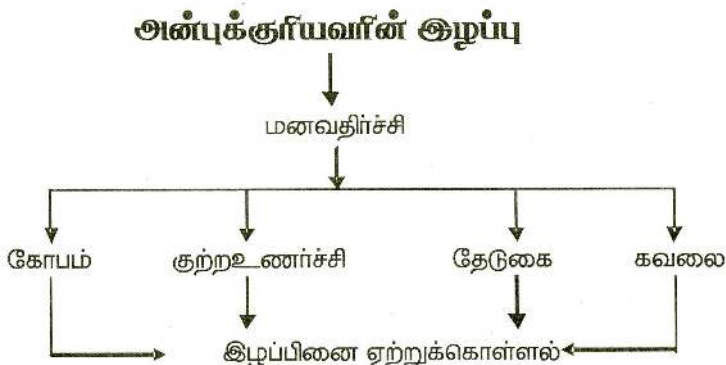 அன்புக்குரியவரின் இழப்பு
மனவதிர்ச்சி
கோபம் குற்றஉணர்ச்சி தேடுகை கவலை
இழப்பினை ஏற்றுக்கொள்ளல்